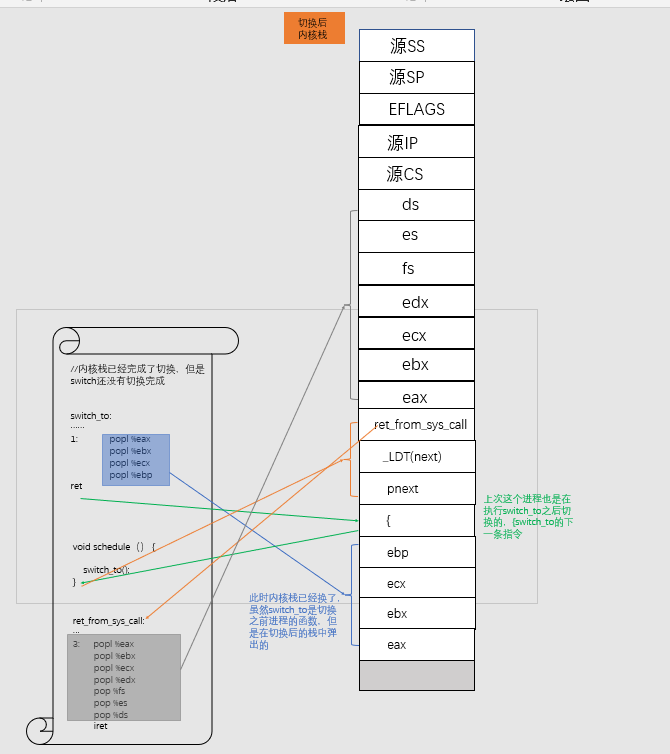 切换后
内核栈
源SS
源SP
EFLAGS
源IP
源CS
ds
es
fs
edx
ecx
ebx
eax
ret_from_sys_call
_LDT(next)
pnext
{
ebp
ecx
ebx
eax
//内核栈已经完成了切换，但是
switch还没有切换完成
switch_to:
......
1:
popl %eax
popl %ebx
popl %ecx
popl %ebp
ret
void schedule（） {
switch_to();
}
ret_from_sys_call:
...
3: popl %eax
popl %ebx
popl %ecx
popl %edx
pop %fs
pop %es
pop %ds
iret
上次这个进程也是在
执行switch_to之后切
换的，{switch_to的下
一条指令
此时内核栈已经换了，
虽然switch_to是切换
之前进程的函数，但
是在切换后的栈中弹
出的